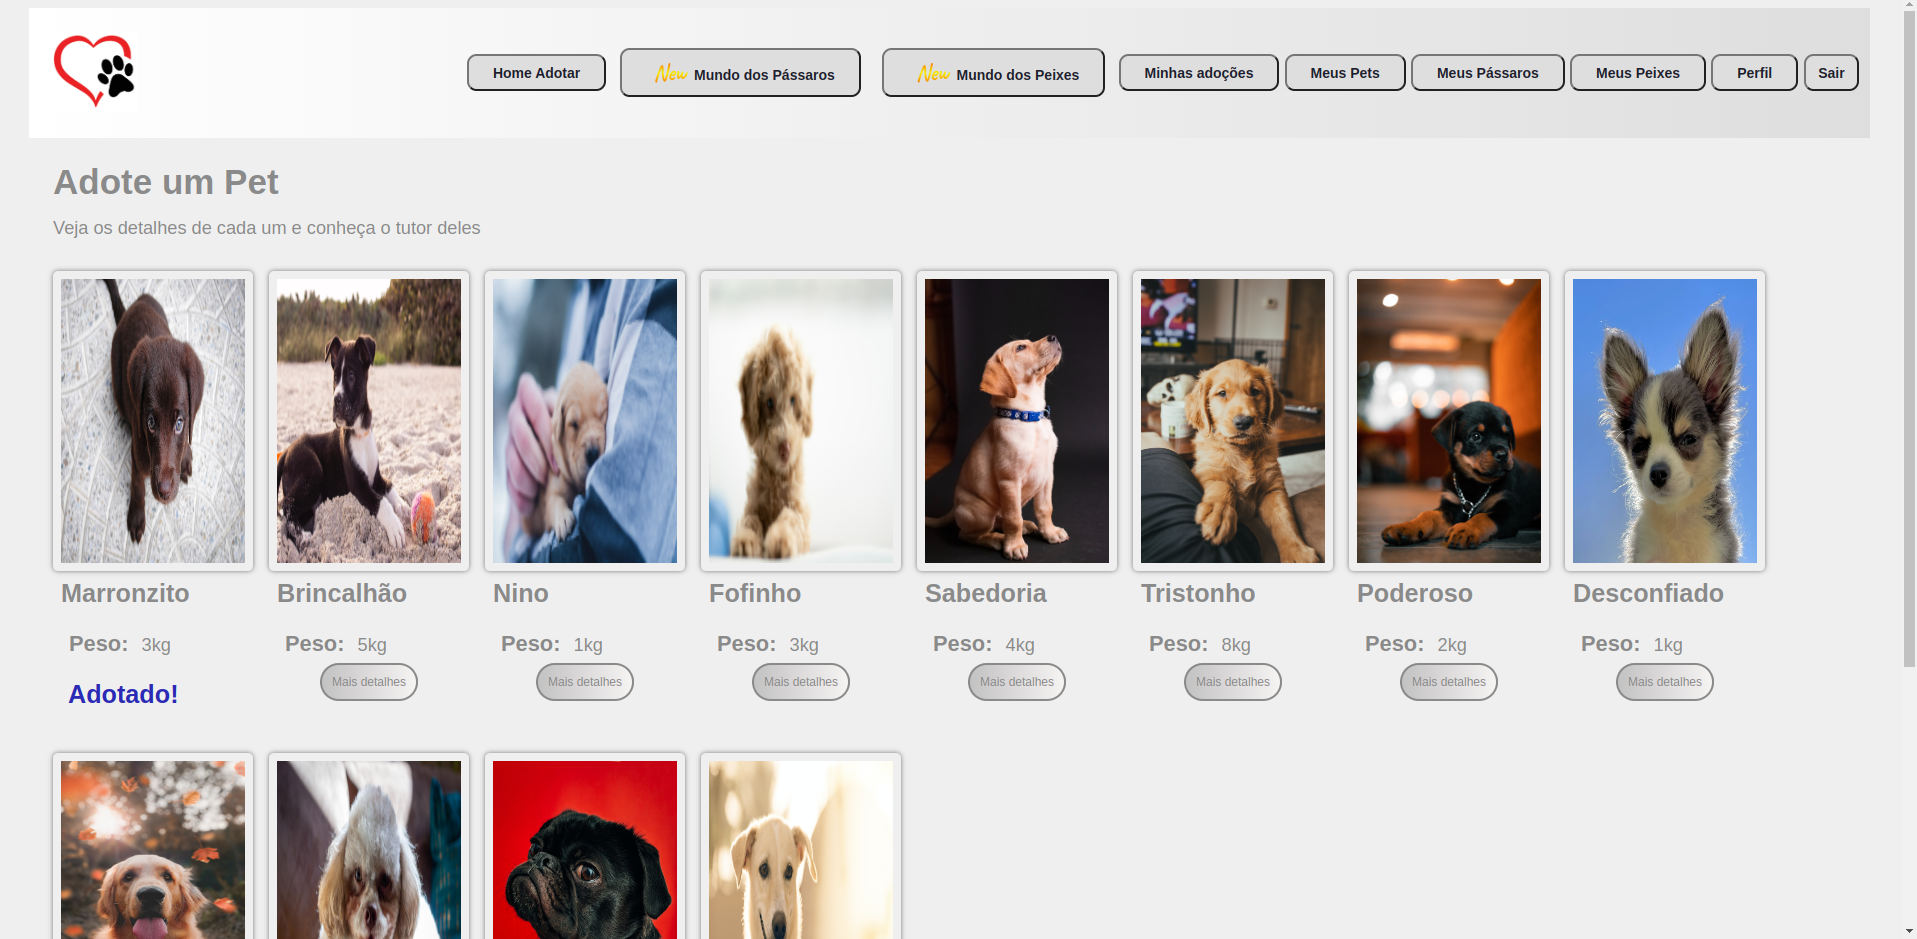 Home Adotar
New Mundo dos Pássaros
New Mundo dos Peixes
Minhas adoções
Meus Pets
Meus Pássaros
Meus Peixes
Perfil
Sair
Adote um Pet
Veja os detalhes de cada um e conheça o tutor deles
Marronzito
Peso: 3kg
Adotado!
Brincalhão
Peso: 5kg
Mais detalhes
Nino
Peso: 1kg
Mais detalhes
Fofinho
Peso: 3kg
Mais detalhes
Sabedoria
Peso: 4kg
Mais detalhes
Tristonho
Peso: 8kg
Mais detalhes
Poderoso
Peso: 2kg
Mais detalhes
Desconfiado
Peso: 1kg
Mais detalhes